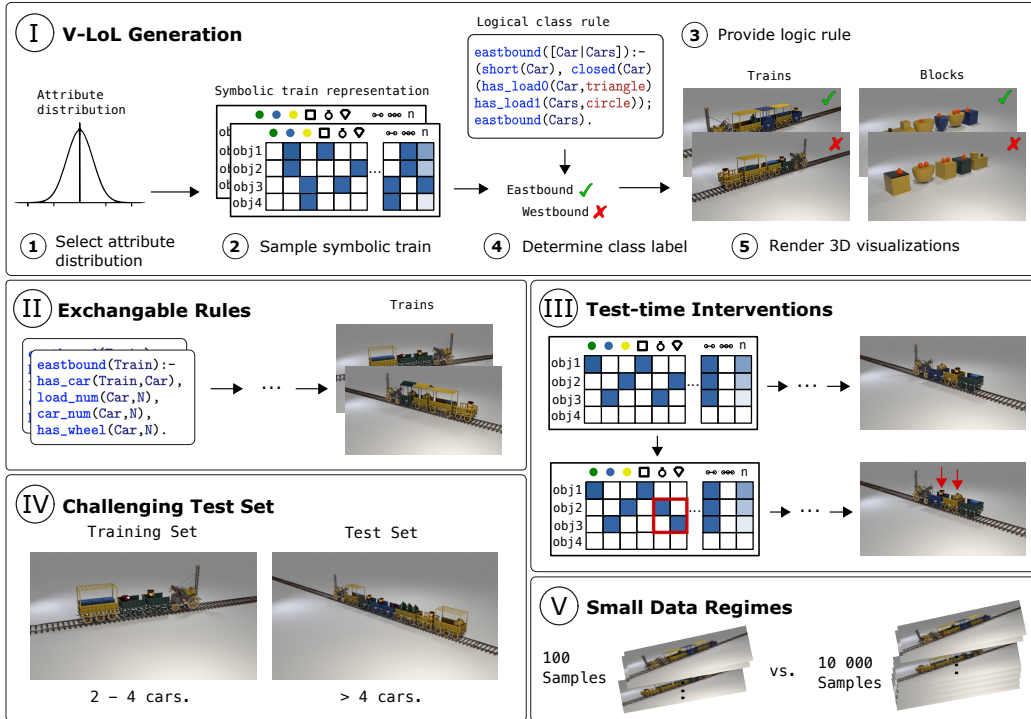 I V-LoL Generation
Attribute
distribution
Symbolic train representation
n
n
obj1
obj2
obj3
obj4
...
Logical class rule
eastbound([Car|Cars]):-
(short(Car), closed(Car)
(has_load0(Car,triangle)
has_load1(Cars,circle));
eastbound(Cars).
Eastbound
Westbound
3 Provide logic rule
Trains
Blocks
1 Select attribute
distribution
2 Sample symbolic train
4 Determine class label
5 Render 3D visualizations
II Exchangable Rules
eastbound(Train):-
has_car(Train,Car),
load_num(Car,N),
car_num(Car,N),
has_wheel(Car,N).
...
Trains
III Test-time Interventions
n
obj1
obj2
obj3
obj4
...
...
n
obj1
obj2
obj3
obj4
...
...
IV Challenging Test Set
Training Set
Test Set
2 – 4 cars.
> 4 cars.
V Small Data Regimes
100
Samples
vs.
10 000
Samples